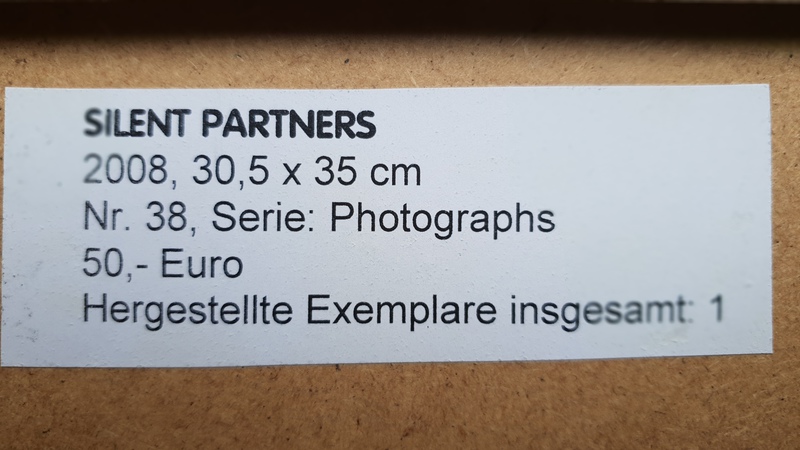 SILENT PARTNERS
2008, 30,5 x 35 cm
Nr. 38, Serie: Photographs
50,- Euro
Hergestellte Exemplare insgesamt: 1